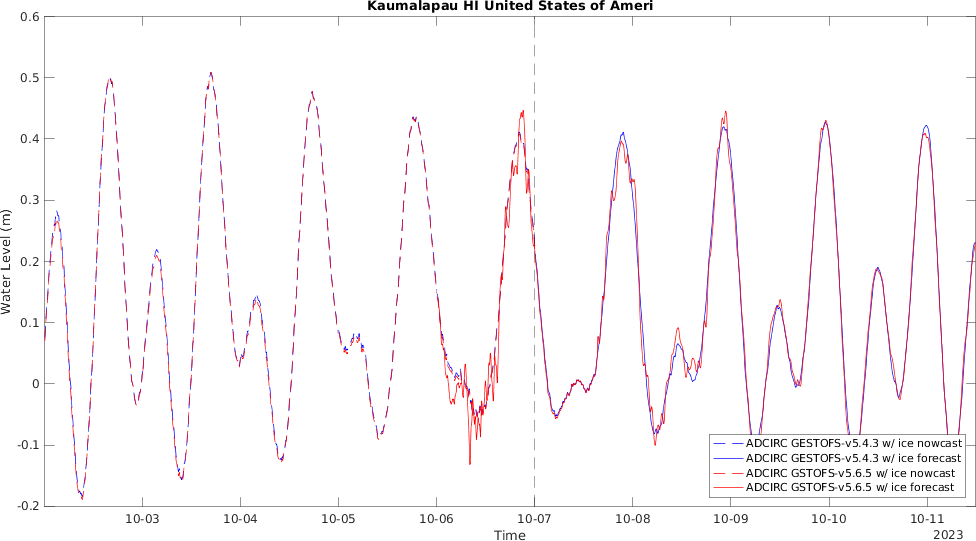 Kaumalapau HI United States of Ameri
0.6
0.5
0.4
0.3
0.2
0.1
0
-0.1
-0.2
Water Level (m)
ADCIRC GESTOFS-v5.4.3 w/ ice nowcast
ADCIRC GESTOFS-v5.4.3 w/ ice forecast
ADCIRC GSTOFS-v5.6.5 w/ ice nowcast
ADCIRC GSTOFS-v5.6.5 w/ ice forecast
10-03 10-04 10-05 10-06 10-07 10-08 10-09 10-10 10-11
Time 2023